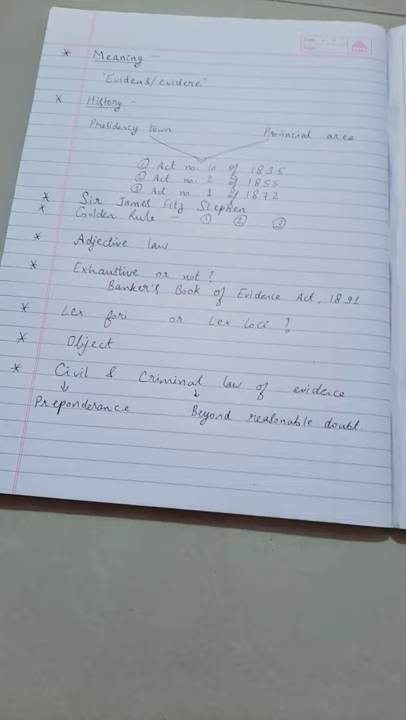 * Meaning -
"Evidens/evidere"
* History -
Presidency town Provincial area
① Act no. 10 of 1835
② Act no. 2 of 1855
③ Act no. 1 of 1872
* Sir James Fitz Stephen
* Golden Rule - ① ② ③
* Adjective law
* Exhaustive or not?
Banker's Book of Evidence Act, 1891
* Lex fori or Lex Loci?
* Object
* Civil & Criminal law of evidence
↓ ↓
Preponderance Beyond reasonable doubt.